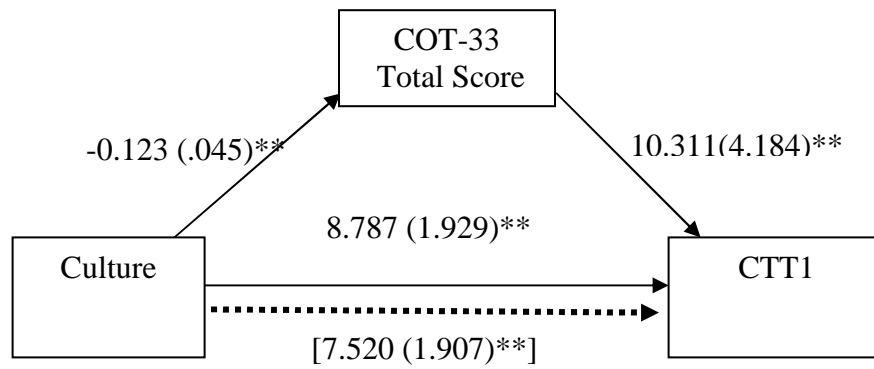 COT-33
Total Score
-0.123 (.045)**
10.311(4.184)**
8.787 (1.929)**
Culture
CTT1
[7.520 (1.907)**]